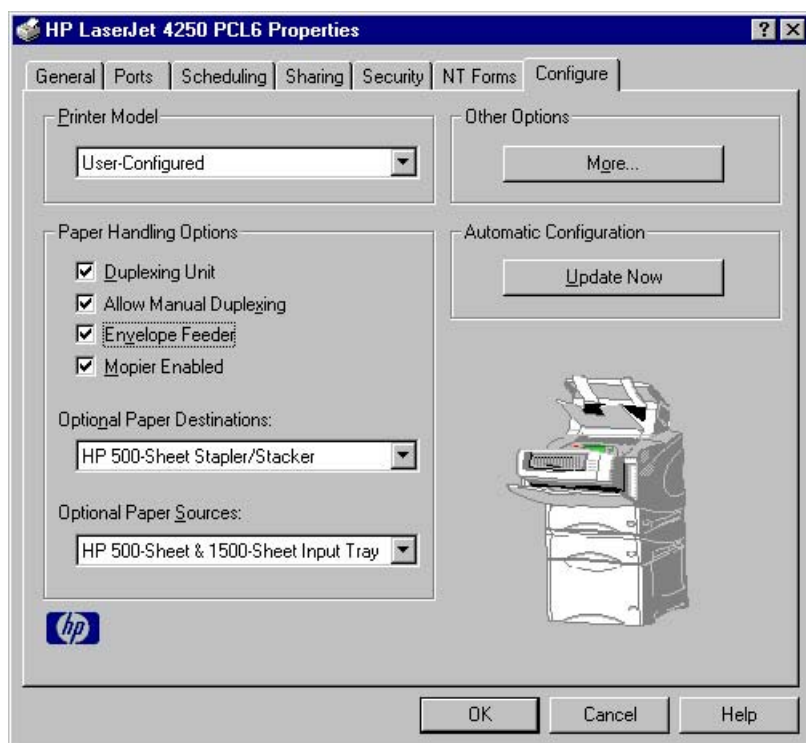 HP LaserJet 4250 PCL6 Properties
General Ports Scheduling Sharing Security NT Forms Configure
Printer Model
User-Configured
Other Options
More...
Paper Handling Options
Duplexing Unit
Allow Manual Duplexing
Envelope Feeder
Mopier Enabled
Automatic Configuration
Update Now
Optional Paper Destinations:
HP 500-Sheet Stapler/Stacker
Optional Paper Sources:
HP 500-Sheet & 1500-Sheet Input Tray
hp
OK Cancel Help